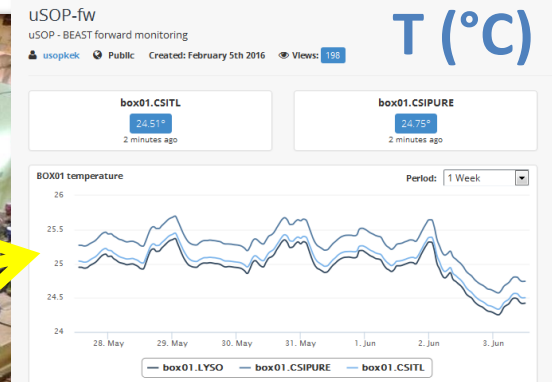 uSOP-fw
T (°C)
uSOP - BEAST forward monitoring
usopkek Public Created: February 5th 2016 Views: 198
box01.CSITL
24.51°
2 minutes ago
box01.CSIPURE
24.75°
2 minutes ago
BOX01 temperature
Period: 1 Week
26
25.5
25
24.5
24
28. May 29. May 30. May 31. May 1. Jun 2. Jun 3. Jun
box01.LYSO box01.CSIPURE box01.CSITL